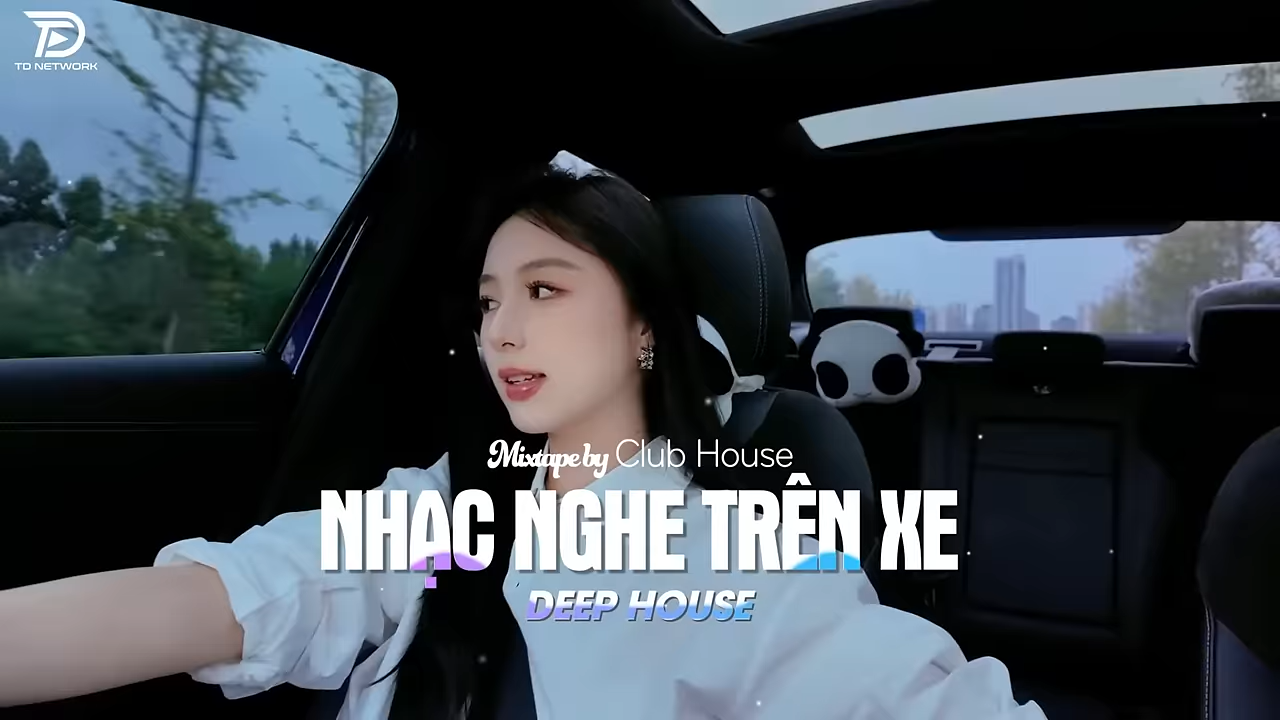 TD NETWORK
Mixtape by Club House
NHẠC NGHE TRÊN XE
DEEP HOUSE